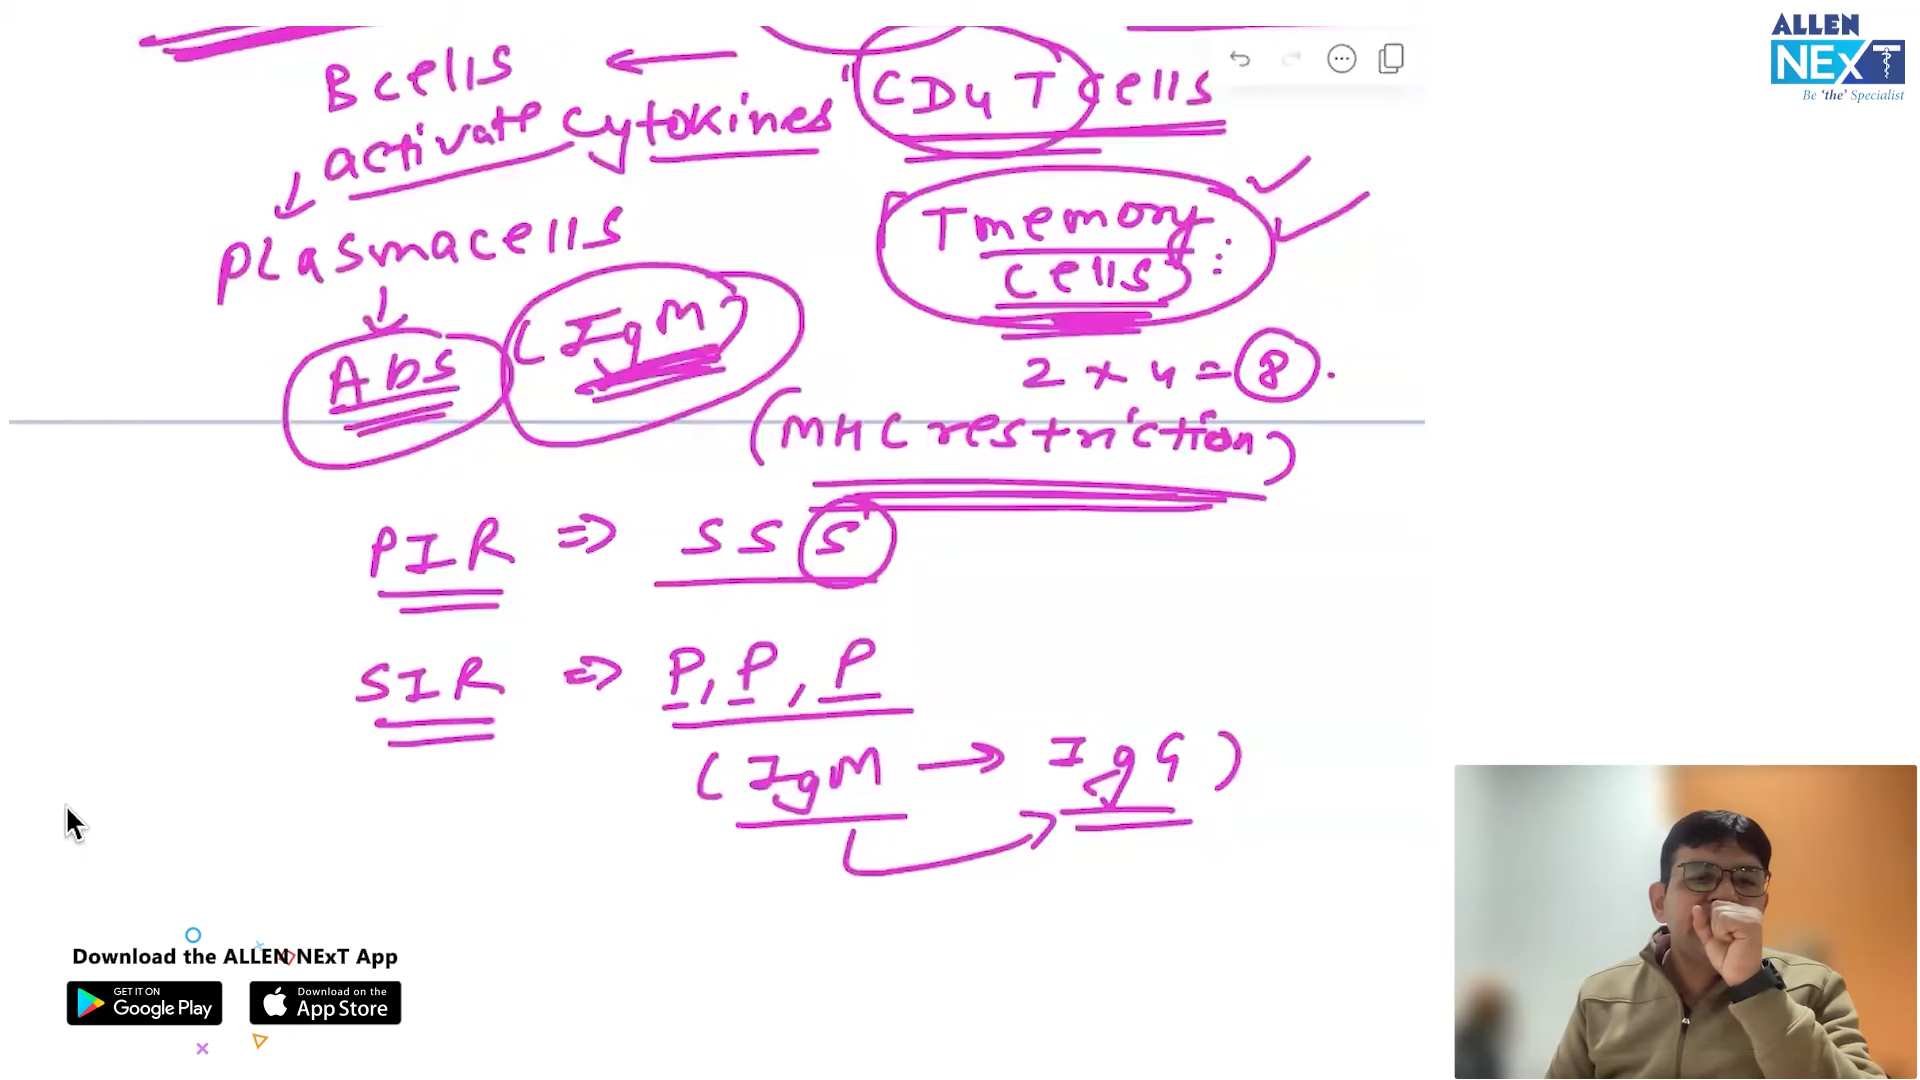 B cells ← "CD4 T cells
activate cytokines
↓
Plasmacells
T memory
cells) :
↓
Abs (IgM)
2 × 4 = 8.
(MHC restriction)
PIR ⇒ S S S'
SIR ⇒ P, P, P
(IgM → IgG)
ALLEN
NExT
Be 'the' Specialist
Download the ALLEN NExT App
GET IT ON
Google Play
Download on the
App Store